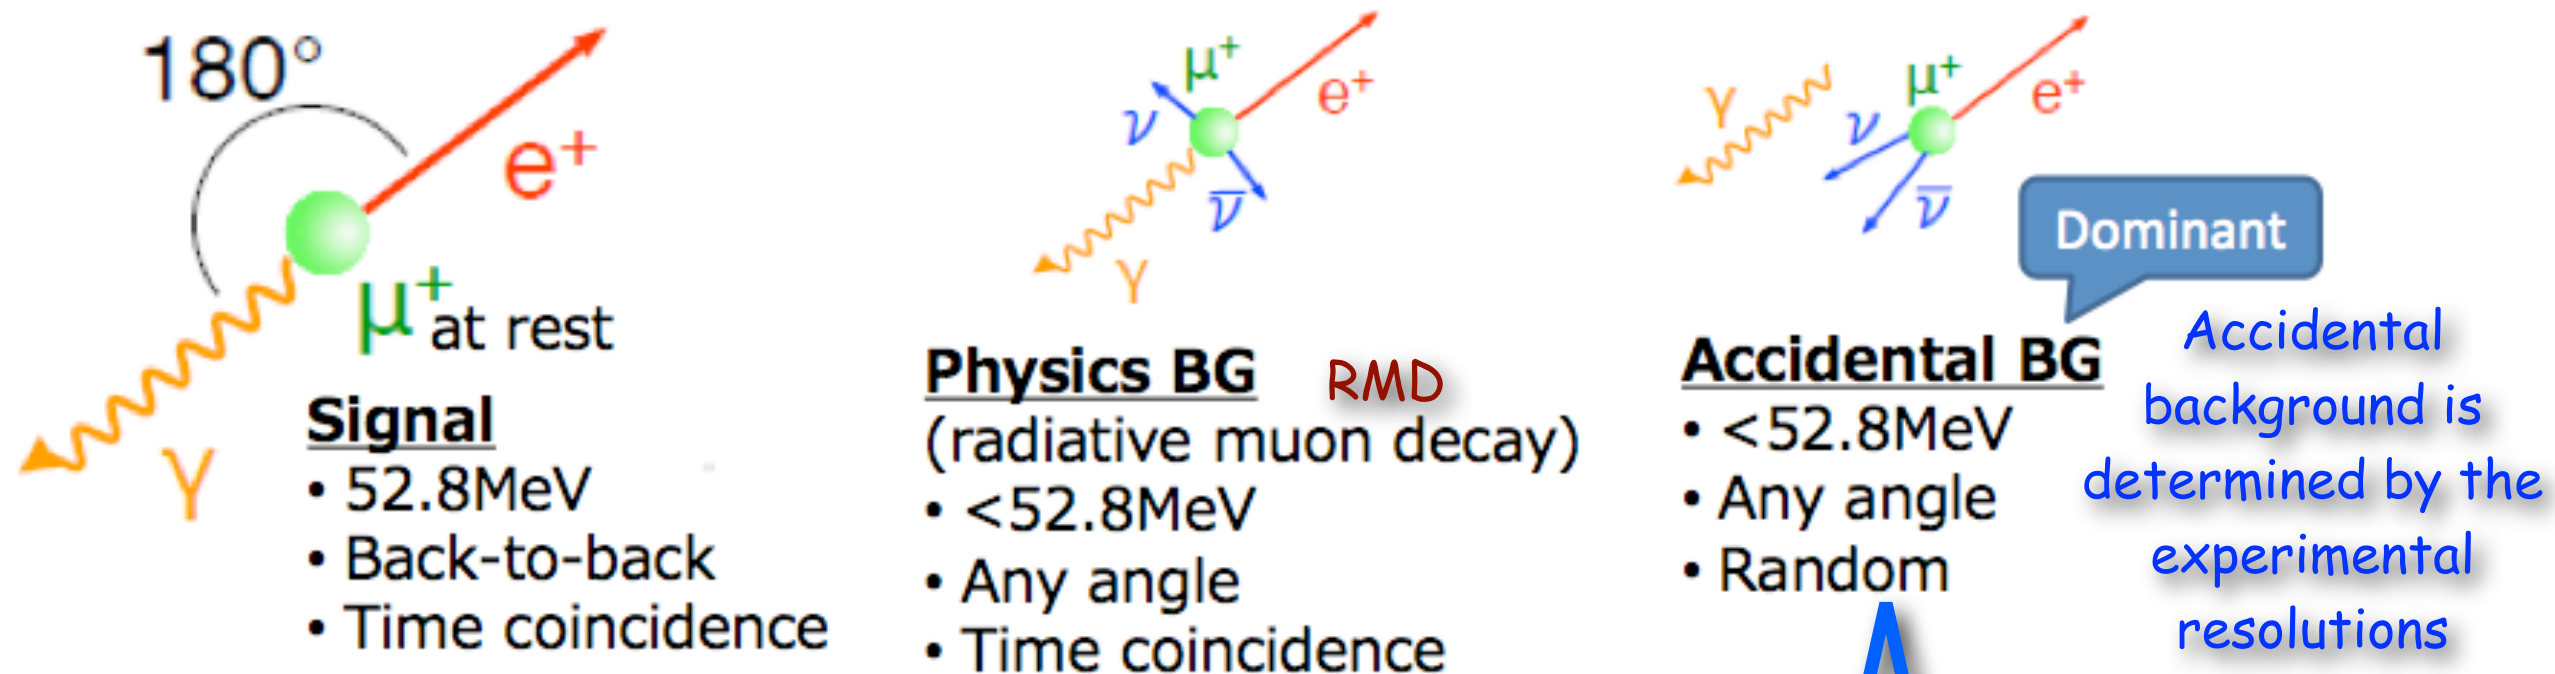 180°
e⁺
μ⁺ at rest
γ
Signal
• 52.8MeV
• Back-to-back
• Time coincidence
μ⁺
e⁺
ν
ν̅
γ
Physics BG RMD
(radiative muon decay)
• <52.8MeV
• Any angle
• Time coincidence
γ
μ⁺
e⁺
ν
ν̅
Dominant
Accidental BG
• <52.8MeV
• Any angle
• Random
Accidental
background is
determined by the
experimental
resolutions